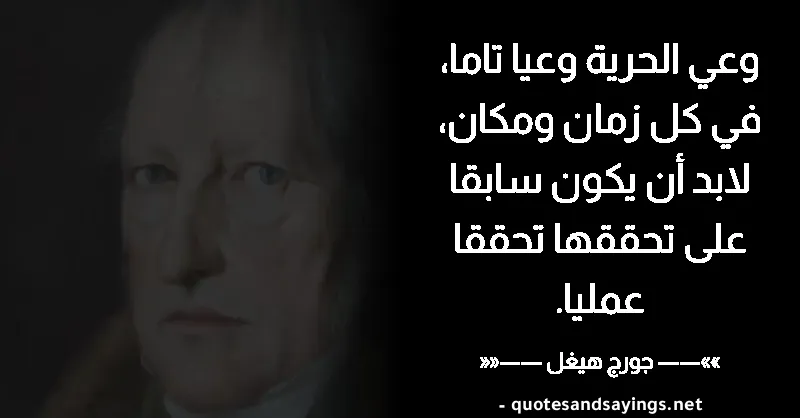 وعي الحرية وعيا تاما،
في كل زمان ومكان،
لابد أن يكون سابقا
على تحققها تحققا
عمليا.
»»——— جورج هيغل ———««
- quotesandsayings.net